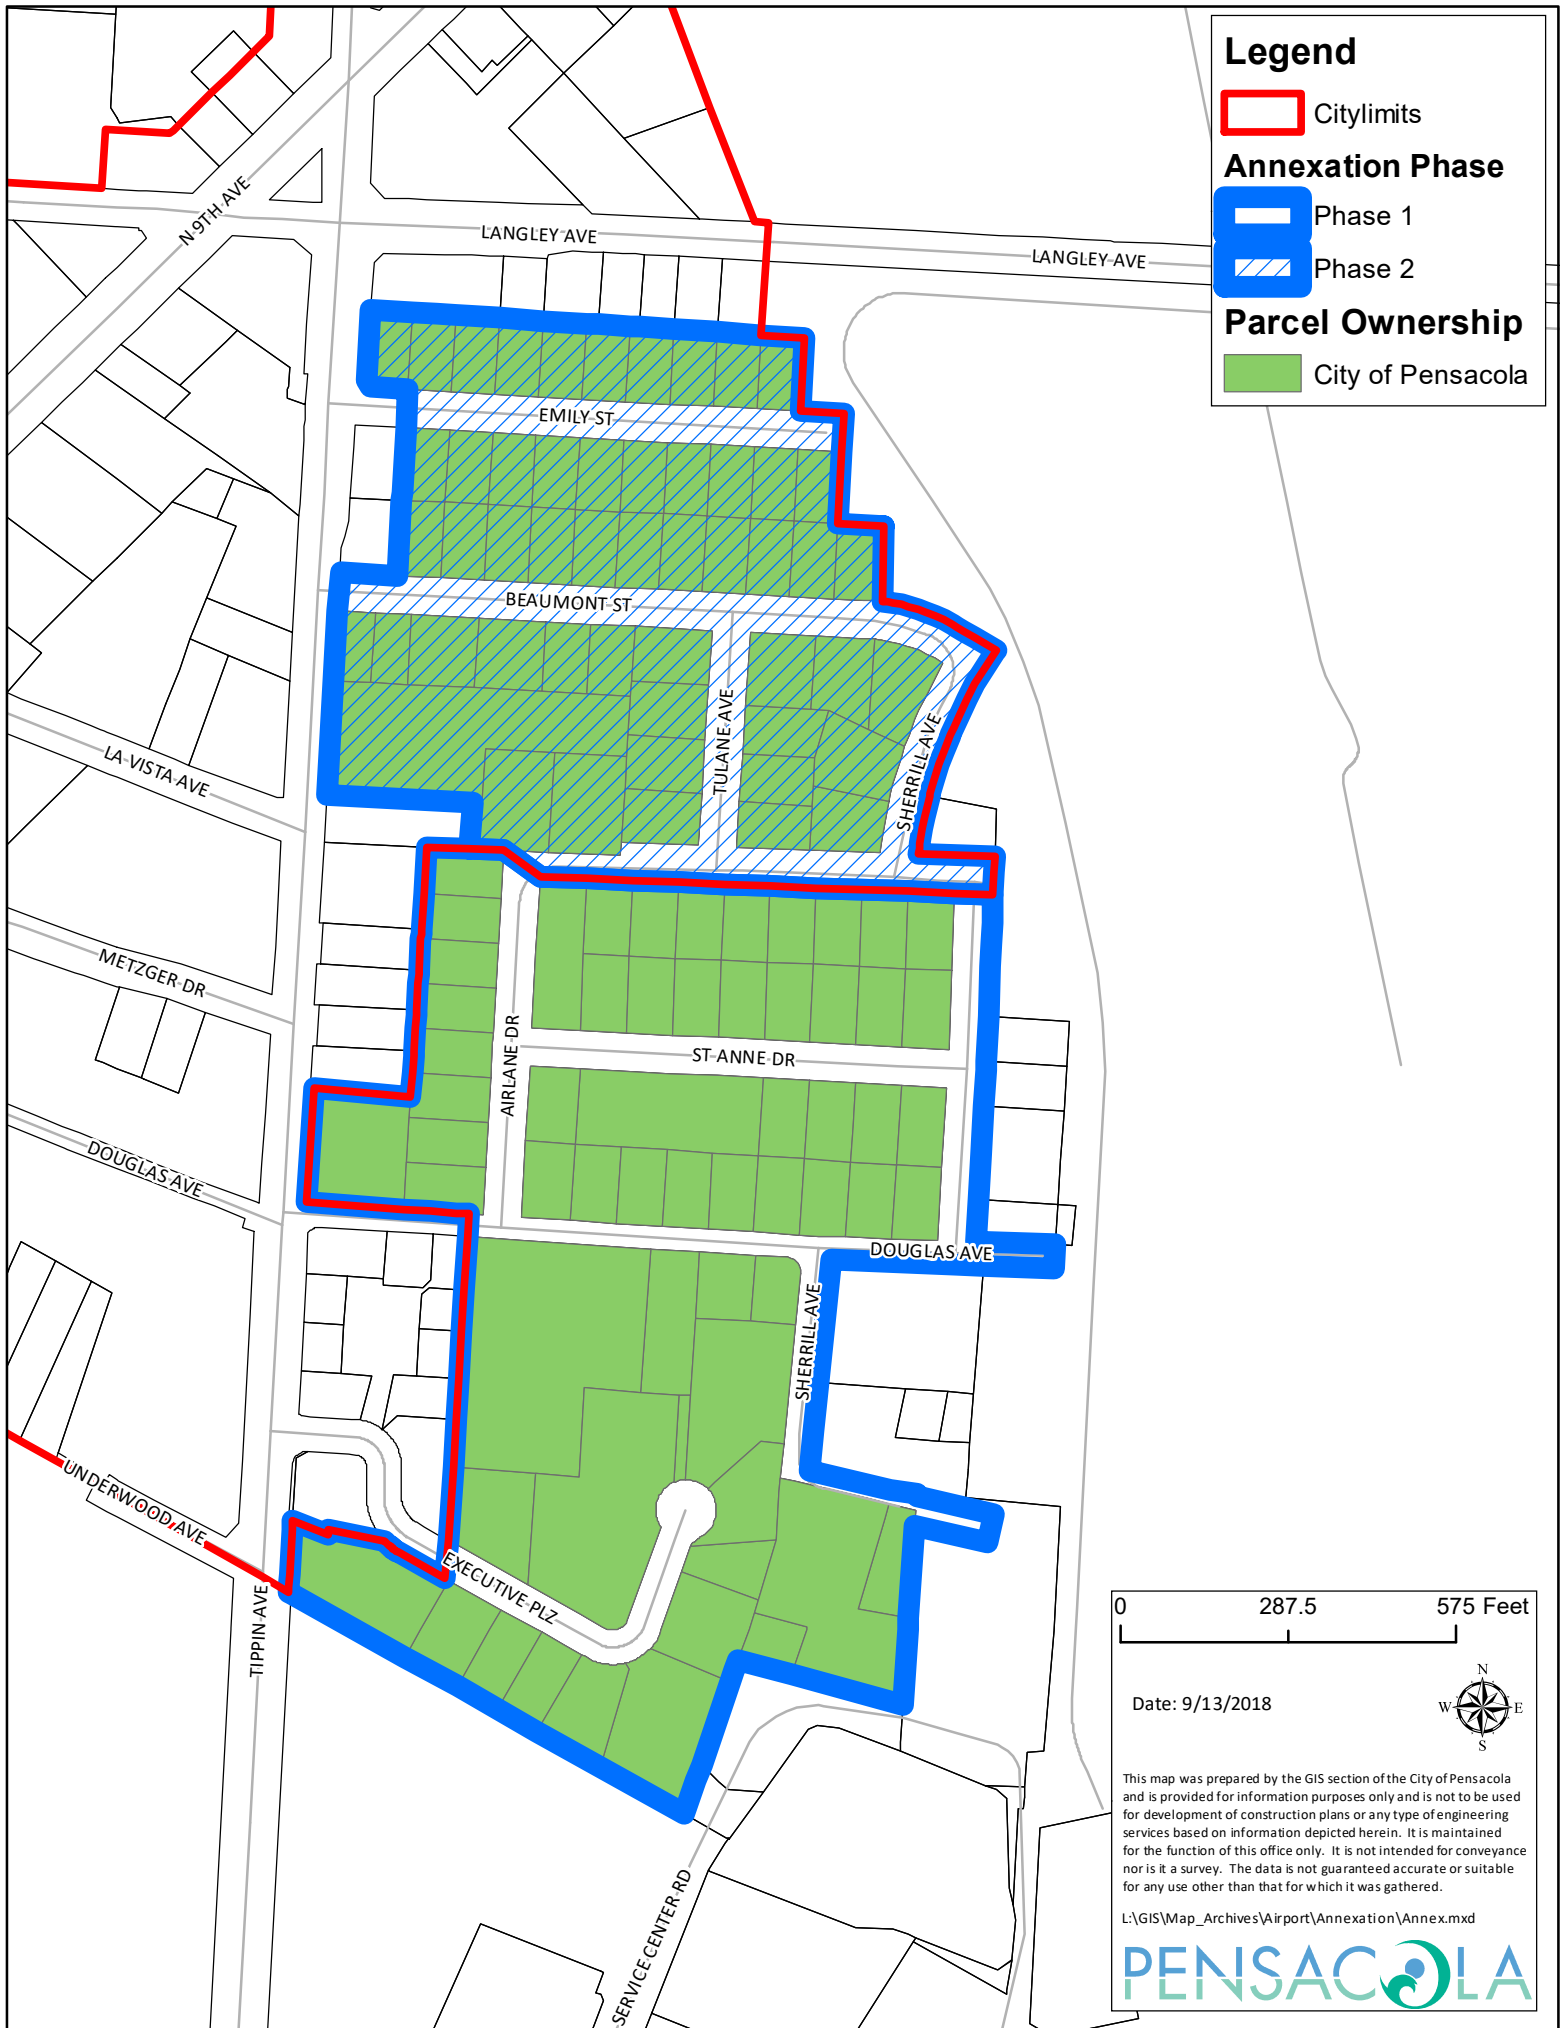 Legend
Citylimits
Annexation Phase
Phase 1
Phase 2
Parcel Ownership
City of Pensacola
N 9TH AVE
LANGLEY AVE
LANGLEY AVE
EMILY ST
BEAUMONT ST
TULANE AVE
SHERRILL AVE
LA VISTA AVE
METZGER DR
AIRLANE DR
ST ANNE DR
DOUGLAS AVE
DOUGLAS AVE
SHERRILL AVE
UNDERWOOD AVE
EXECUTIVE PLZ
TIPPIN AVE
SERVICE CENTER RD
0 287.5 575 Feet
N
W E
S
Date: 9/13/2018
This map was prepared by the GIS section of the City of Pensacola
and is provided for information purposes only and is not to be used
for development of construction plans or any type of engineering
services based on information depicted herein. It is maintained
for the function of this office only. It is not intended for conveyance
nor is it a survey. The data is not guaranteed accurate or suitable
for any use other than that for which it was gathered.
L:\GIS\Map_Archives\Airport\Annexation\Annex.mxd
PENSACOLA